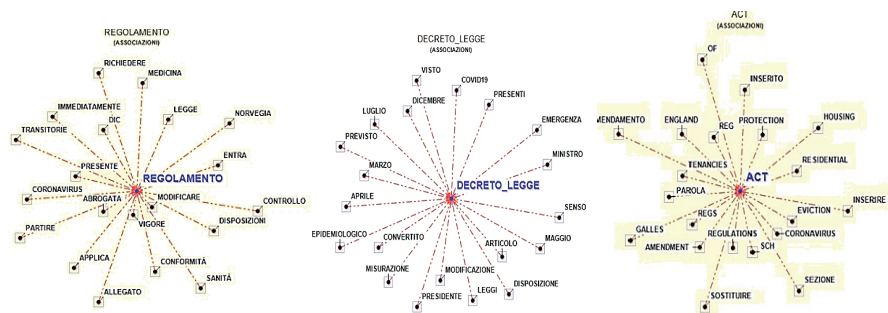 REGOLAMENTO
(ASSOCIAZIONI)
RICHIEDERE
MEDICINA
IMMEDIATAMENTE
DIC
LEGGE
NORVEGIA
TRANSITORIE
PRESENTE
ENTRA
REGOLAMENTO
CORONAVIRUS
ABROGATA
MODIFICARE
CONTROLLO
PARTIRE
VIGORE
DISPOSIZIONI
APPLICA
CONFORMITÀ
SANITÀ
ALLEGATO
DECRETO_LEGGE
(ASSOCIAZIONI)
VISTO
COVID19
DICEMBRE
PRESENTI
LUGLIO
EMERGENZA
PREVISTO
MINISTRO
MARZO
DECRETO_LEGGE
APRILE
SENSO
EPIDEMIOLOGICO
CONVERTITO
ARTICOLO
MAGGIO
MISURAZIONE
MODIFICAZIONE
DISPOSIZIONE
PRESIDENTE
LEGGI
ACT
(ASSOCIAZIONI)
OF
INSERITO
MENDAMENTO
ENGLAND
REG
PROTECTION
HOUSING
TENANCIES
RESIDENTIAL
ACT
PAROLA
INSERIRE
REGS
EVICTION
GALLES
CORONAVIRUS
AMENDMENT
REGULATIONS
SCH
SEZIONE
SOSTITUIRE